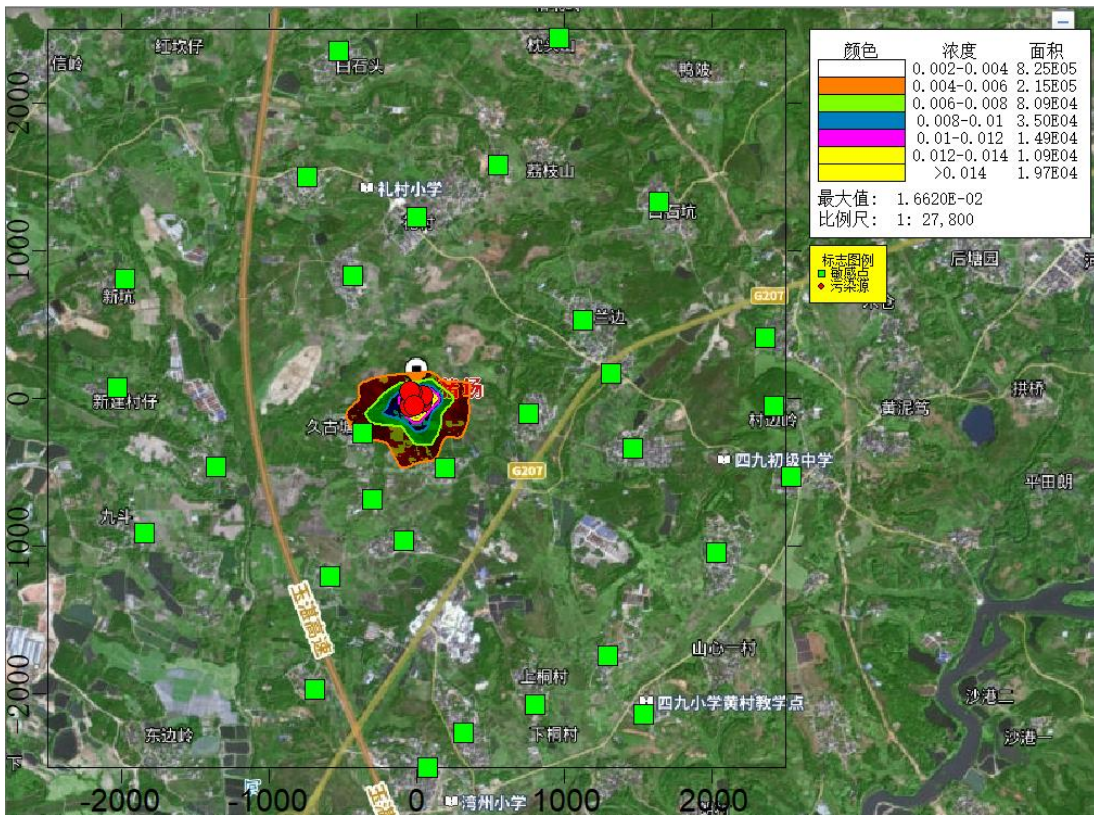 信岭
红坎仔
白石头
枕头山
鸭陂
颜色 浓度 面积
0.002-0.004 8.25E05
0.004-0.006 2.15E05
0.006-0.008 8.09E04
0.008-0.01 3.50E04
0.01-0.012 1.49E04
0.012-0.014 1.09E04
>0.014 1.97E04
最大值: 1.6620E-02
比例尺: 1: 27,800
2000
礼村小学
荔枝山
白石坑
1000
标志图例
敏感点
污染源
后塘园
新坑
G207
兰边
0
新建村仔
久古城
村边岭
黄泥笃
拱桥
G207
四九初级中学
平田朗
九斗
-1000
玉湛高速
山心一村
上桐村
-2000
四九小学黄村教学点
沙港二
东边岭
下桐村
沙港一
-2000
-1000
0
1000
2000
湾州小学